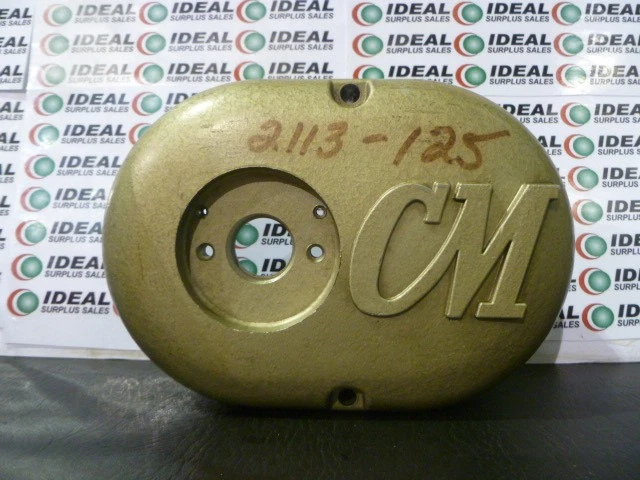 2113-125
CM
IDEAL
SURPLUS SALES